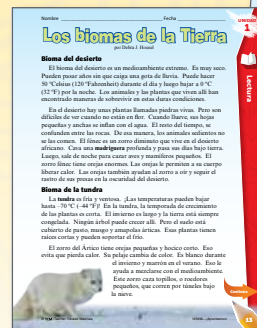 Nombre Fecha
UNIDAD
1
Los biomas de la Tierra
por Debra J. Housel
Lectura
Bioma del desierto
El bioma del desierto es un medioambiente extremo. Es muy seco.
Pueden pasar años sin que caiga una gota de lluvia. Puede hacer
50 °Celsius (120 °Fahrenheit) durante el día y luego bajar a 0 °C
(32 °F) por la noche. Los animales y las plantas que viven allí han
encontrado maneras de sobrevivir en estas duras condiciones.
En el desierto hay unas plantas llamadas piedras vivas. Pero son
difíciles de ver cuando no están en flor. Cuando llueve, sus hojas
pequeñas y anchas se inflan con el agua. El resto del tiempo, se
confunden entre las rocas. De esa manera, los animales sedientos no
se las comen. El fénec es un zorro diminuto que vive en el desierto
africano. Cava una madriguera profunda y pasa sus días bajo tierra.
Luego, sale de noche para cazar aves y mamíferos pequeños. El
zorro fénec tiene orejas enormes. Las orejas le permiten a su cuerpo
liberar calor. Las orejas también ayudan al zorro a oír y seguir el
rastro de sus presas en la oscuridad del desierto.
Bioma de la tundra
La tundra es fría y ventosa. ¡Las temperaturas pueden bajar
hasta –70 °C (–44 °F)! En la tundra, la temporada de crecimiento
de las plantas es corta. El invierno es largo y la tierra está siempre
congelada. Ningún árbol puede crecer allí. Pero el suelo está
cubierto de pasto, musgo y amapolas árticas. Esas plantas tienen
raíces cortas y pueden soportar el frío.
El zorro del Ártico tiene orejas pequeñas y hocico corto. Eso
evita que pierda calor. Su pelaje cambia de color. Es blanco durante
el invierno y marrón en el verano. Eso le
ayuda a mezclarse con el medioambiente.
Este zorro caza topillos, o roedores
pequeños, que corren por túneles bajo
la nieve.
13